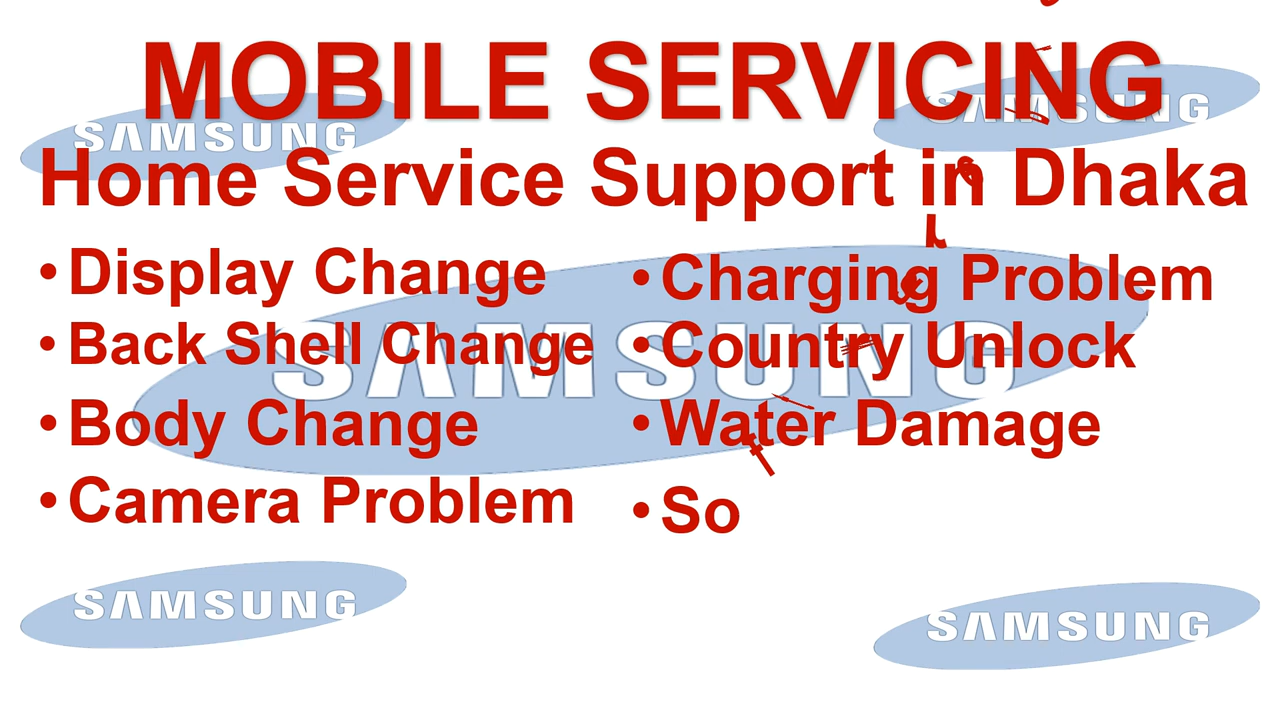 MOBILE SERVICING
SAMSUNG
SAMSUNG
Home Service Support in Dhaka
• Display Change
• Back Shell Change
• Body Change
• Camera Problem
• Charging Problem
• Country Unlock
• Water Damage
• So
SAMSUNG
SAMSUNG
SAMSUNG